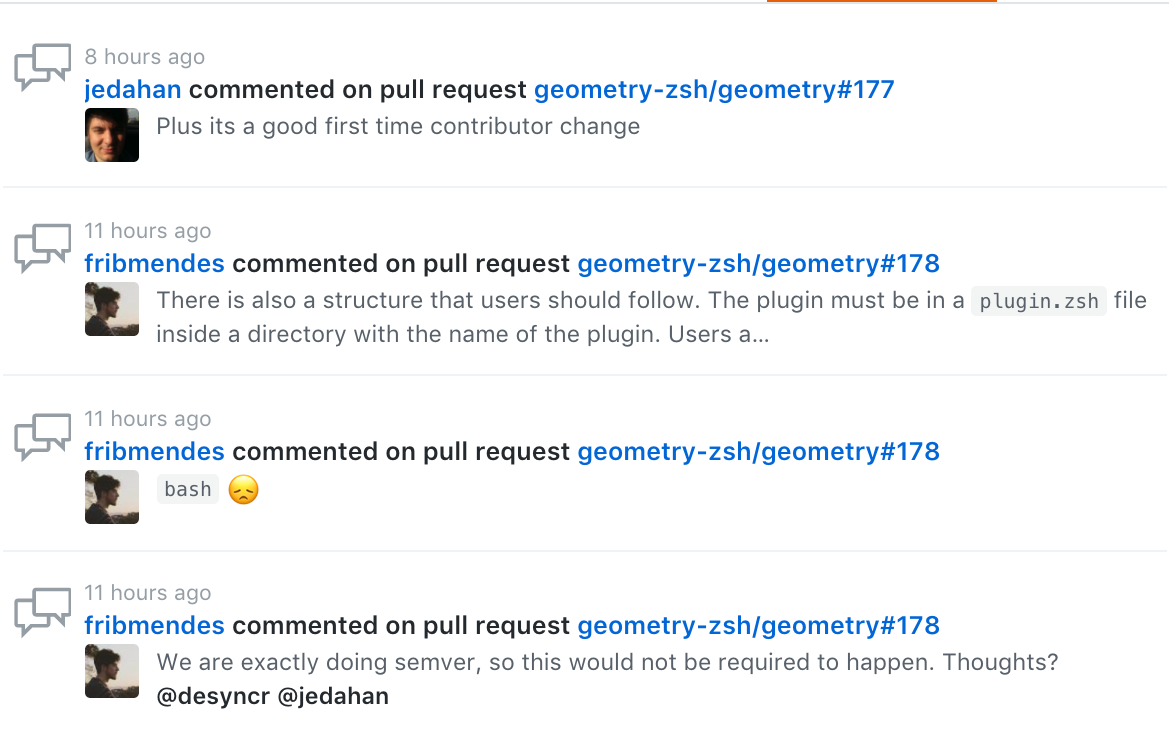 8 hours ago
jedahan commented on pull request geometry-zsh/geometry#177
Plus its a good first time contributor change
11 hours ago
fribmendes commented on pull request geometry-zsh/geometry#178
There is also a structure that users should follow. The plugin must be in a plugin.zsh file
inside a directory with the name of the plugin. Users a...
11 hours ago
fribmendes commented on pull request geometry-zsh/geometry#178
bash 😞
11 hours ago
fribmendes commented on pull request geometry-zsh/geometry#178
We are exactly doing semver, so this would not be required to happen. Thoughts?
@desyncr @jedahan